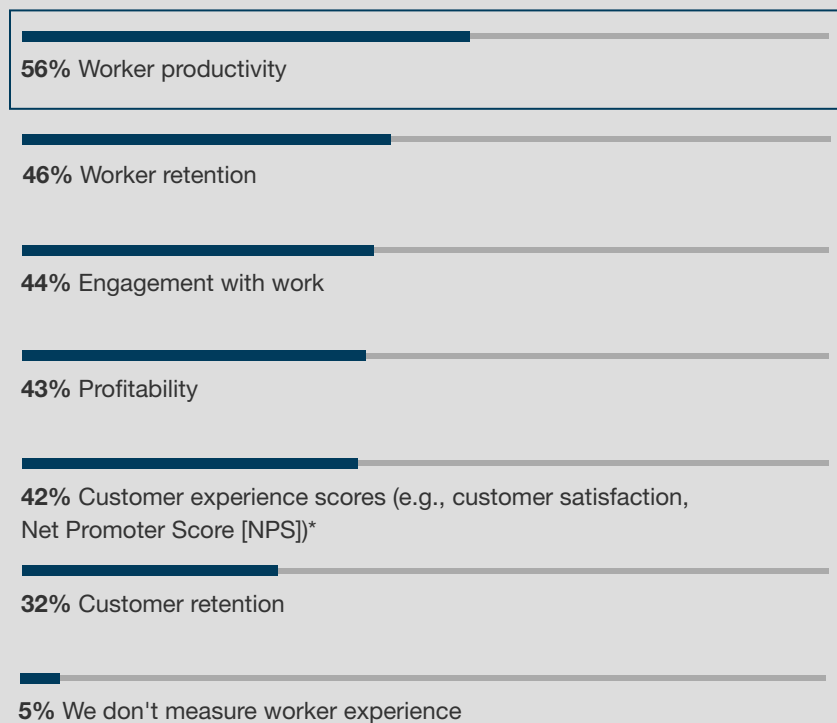 56% Worker productivity
46% Worker retention
44% Engagement with work
43% Profitability
42% Customer experience scores (e.g., customer satisfaction,
Net Promoter Score [NPS])*
32% Customer retention
5% We don't measure worker experience